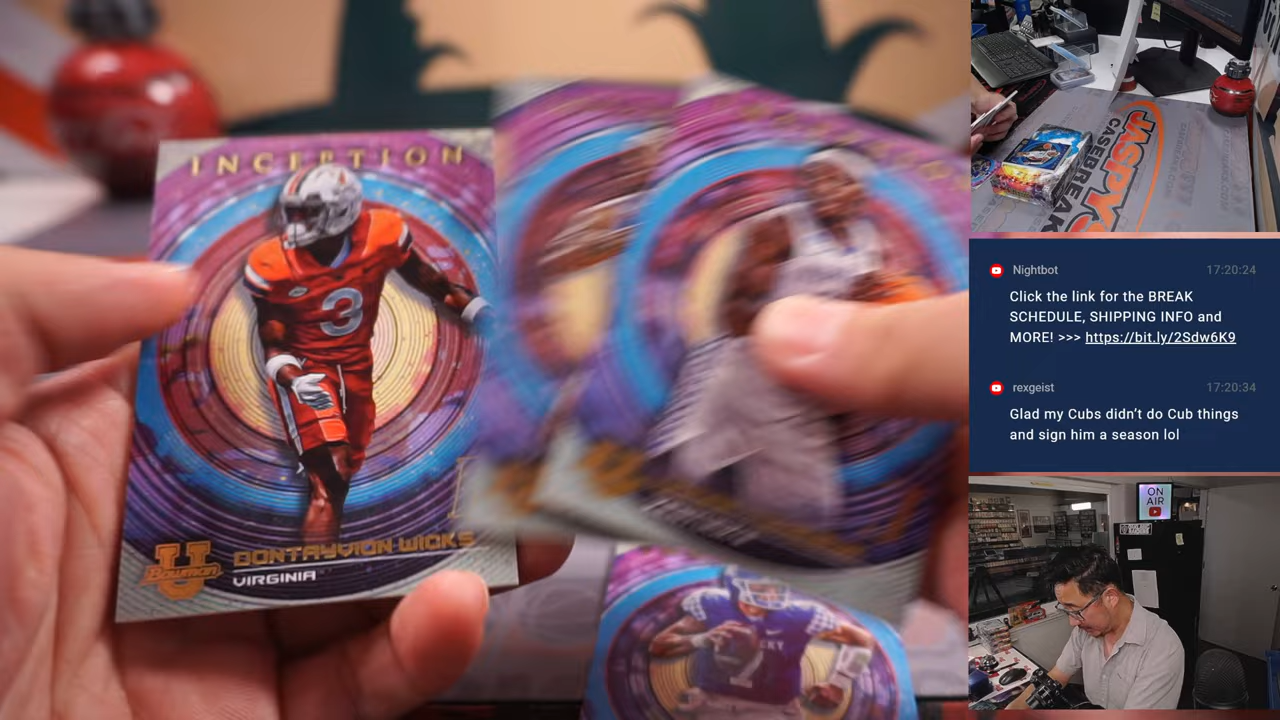 INCEPTION
3
Bowman
DONTAYVION WICKS
VIRGINIA
JASPY'S
CASEBREAK
Nightbot 17:20:24
Click the link for the BREAK
SCHEDULE, SHIPPING INFO and
MORE! >>> https://bit.ly/2Sdw6K9
rexgeist 17:20:34
Glad my Cubs didn't do Cub things
and sign him a season lol
ON
AIR